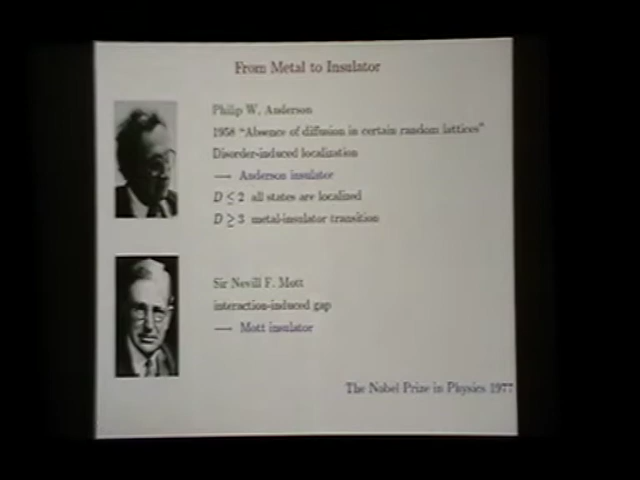 From Metal to Insulator
Philip W. Anderson
1958 "Absence of diffusion in certain random lattices"
Disorder-induced localization
⟶ Anderson insulator
D ≤ 2 all states are localized
D ≥ 3 metal-insulator transition
Sir Nevill F. Mott
interaction-induced gap
⟶ Mott insulator
The Nobel Prize in Physics 1977